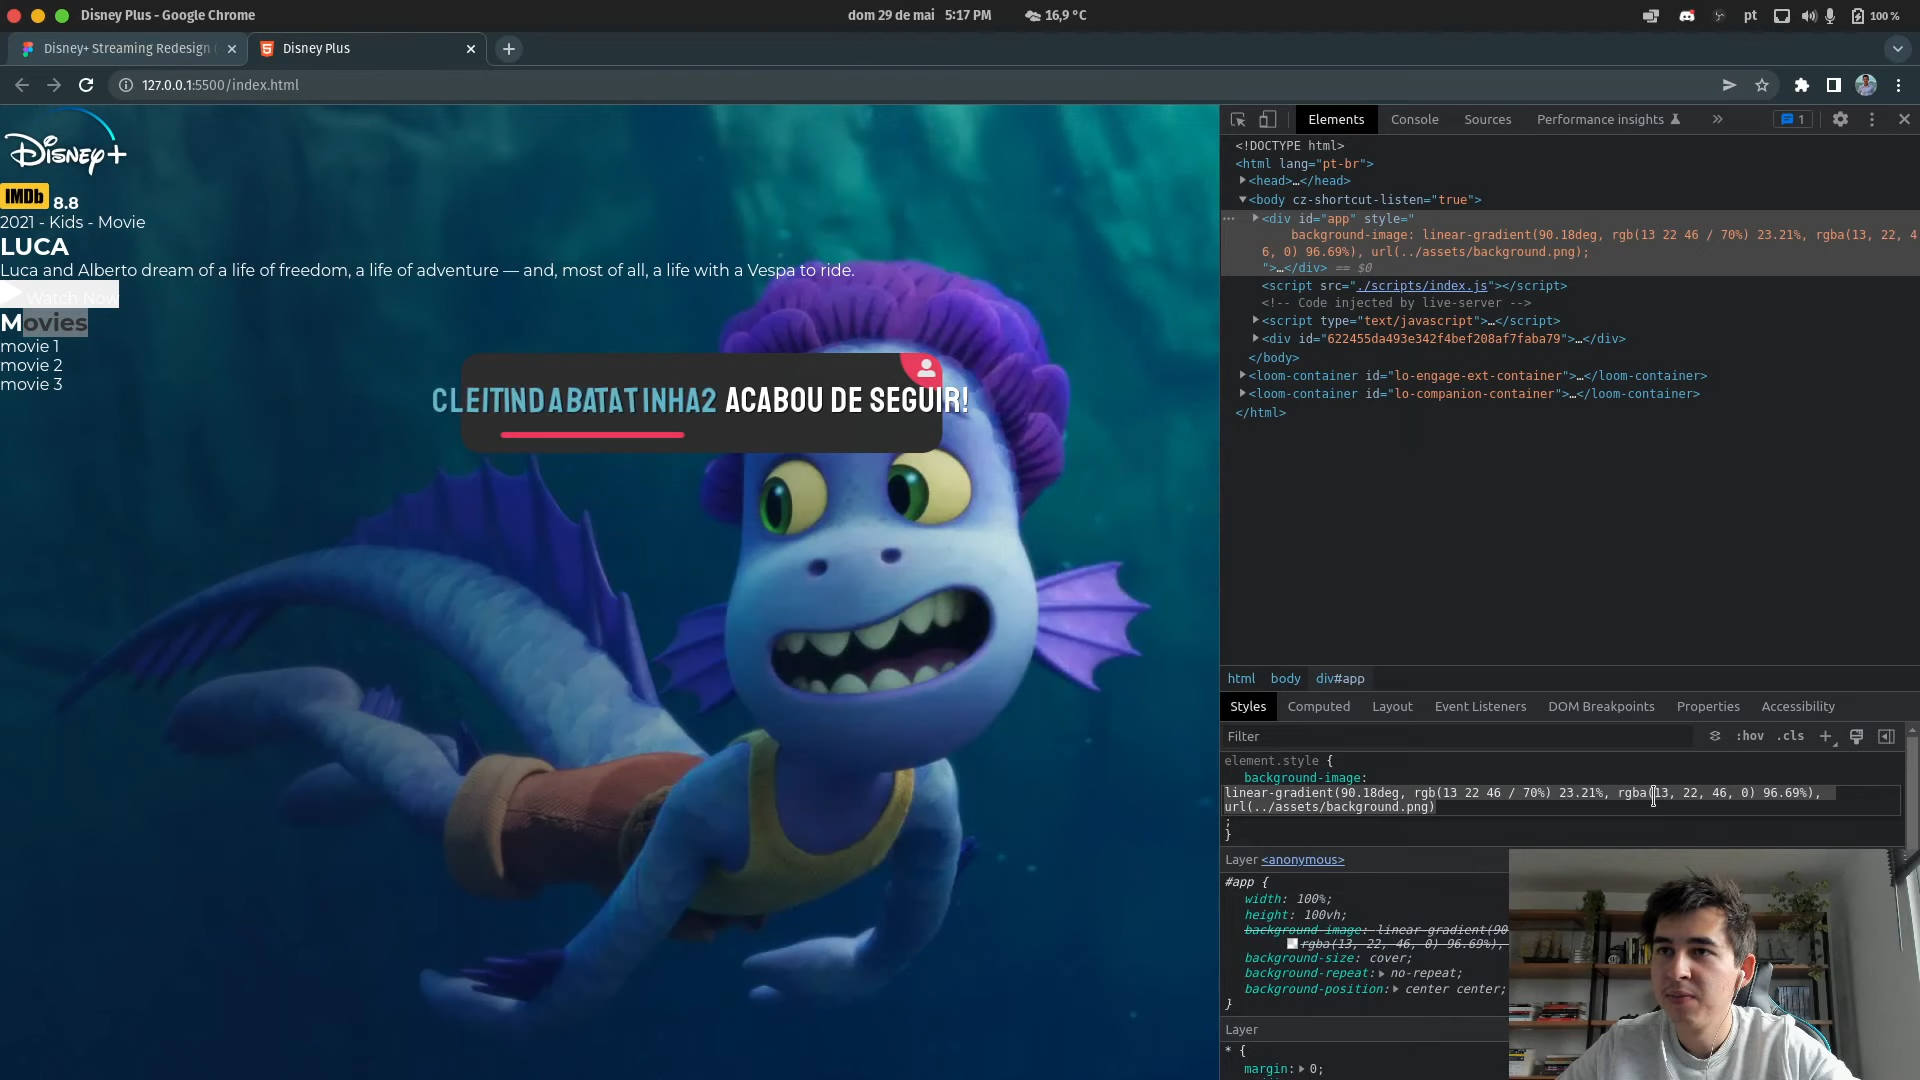 Disney Plus - Google Chrome
dom 29 de mai 5:17 PM
16,9 °C
pt
100 %
Disney+ Streaming Redesign
Disney Plus
127.0.0.1:5500/index.html
Disney+
IMDb 8.8
2021 - Kids - Movie
LUCA
Luca and Alberto dream of a life of freedom, a life of adventure — and, most of all, a life with a Vespa to ride.
Watch Now
Movies
movie 1
movie 2
movie 3
CLEITINDABATATINHA2 ACABOU DE SEGUIR!
Elements
Console
Sources
Performance insights
1
<!DOCTYPE html>
<html lang="pt-br">
<head>…</head>
<body cz-shortcut-listen="true">
<div id="app" style="
background-image: linear-gradient(90.18deg, rgb(13 22 46 / 70%) 23.21%, rgba(13, 22, 4
6, 0) 96.69%), url(../assets/background.png);
">…</div> == $0
<script src="./scripts/index.js"></script>
<!-- Code injected by live-server -->
<script type="text/javascript">…</script>
<div id="622455da493e342f4bef208af7faba79">…</div>
</body>
<loom-container id="lo-engage-ext-container">…</loom-container>
<loom-container id="lo-companion-container">…</loom-container>
</html>
html
body
div#app
Styles
Computed
Layout
Event Listeners
DOM Breakpoints
Properties
Accessibility
Filter
:hov
.cls
element.style {
background-image:
linear-gradient(90.18deg, rgb(13 22 46 / 70%) 23.21%, rgba(13, 22, 46, 0) 96.69%),
url(../assets/background.png)
;
}
Layer <anonymous>
#app {
width: 100%;
height: 100vh;
background-image: linear-gradient(90
rgba(13, 22, 46, 0) 96.69%),
background-size: cover;
background-repeat: no-repeat;
background-position: center center;
}
Layer
* {
margin: 0;